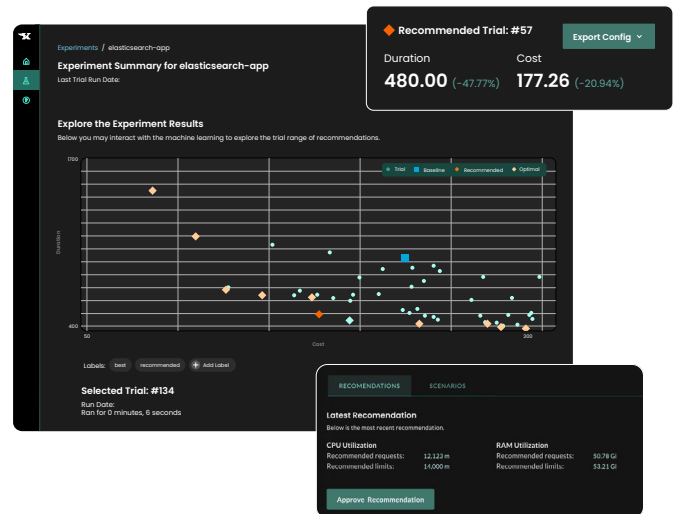 Experiments / elasticsearch-app
Experiment Summary for elasticsearch-app
Last Trial Run Date:
Recommended Trial: #57
Export Config
Duration
Cost
480.00 (-47.77%)
177.26 (-20.94%)
Explore the Experiment Results
Below you may interact with the machine learning to explore the trial range of recommendations.
1700
Trial
Baseline
Recommended
Optimal
Duration
400
50
300
Cost
Labels:
best
recommended
Add Label
Selected Trial: #134
Run Date:
Ran for 0 minutes, 6 seconds
RECOMENDATIONS
SCENARIOS
Latest Recomendation
Below is the most recent recommendation.
CPU Utilization
RAM Utilization
Recommended requests: 12,123 m
Recommended requests: 50.78 Gi
Recommended limits: 14,000 m
Recommended limits: 53.21 Gi
Approve Recommendation